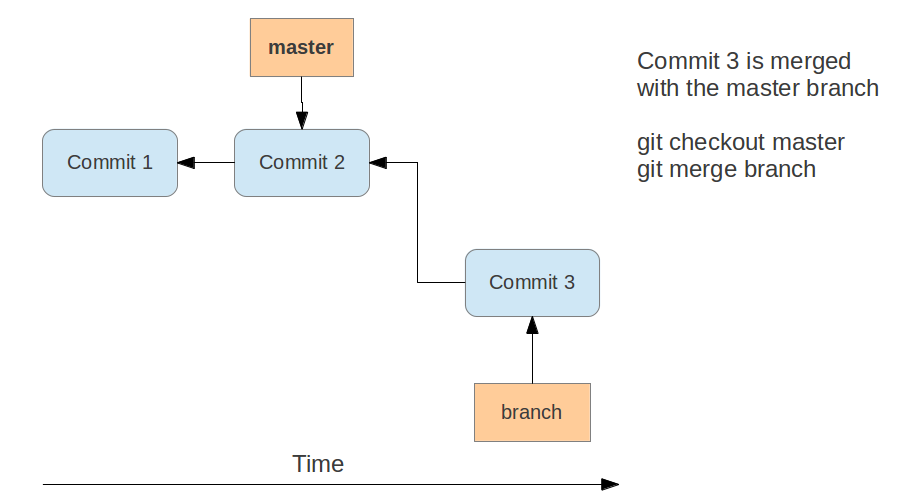 master
Commit 3 is merged
with the master branch
git checkout master
git merge branch
Commit 1
Commit 2
Commit 3
branch
Time